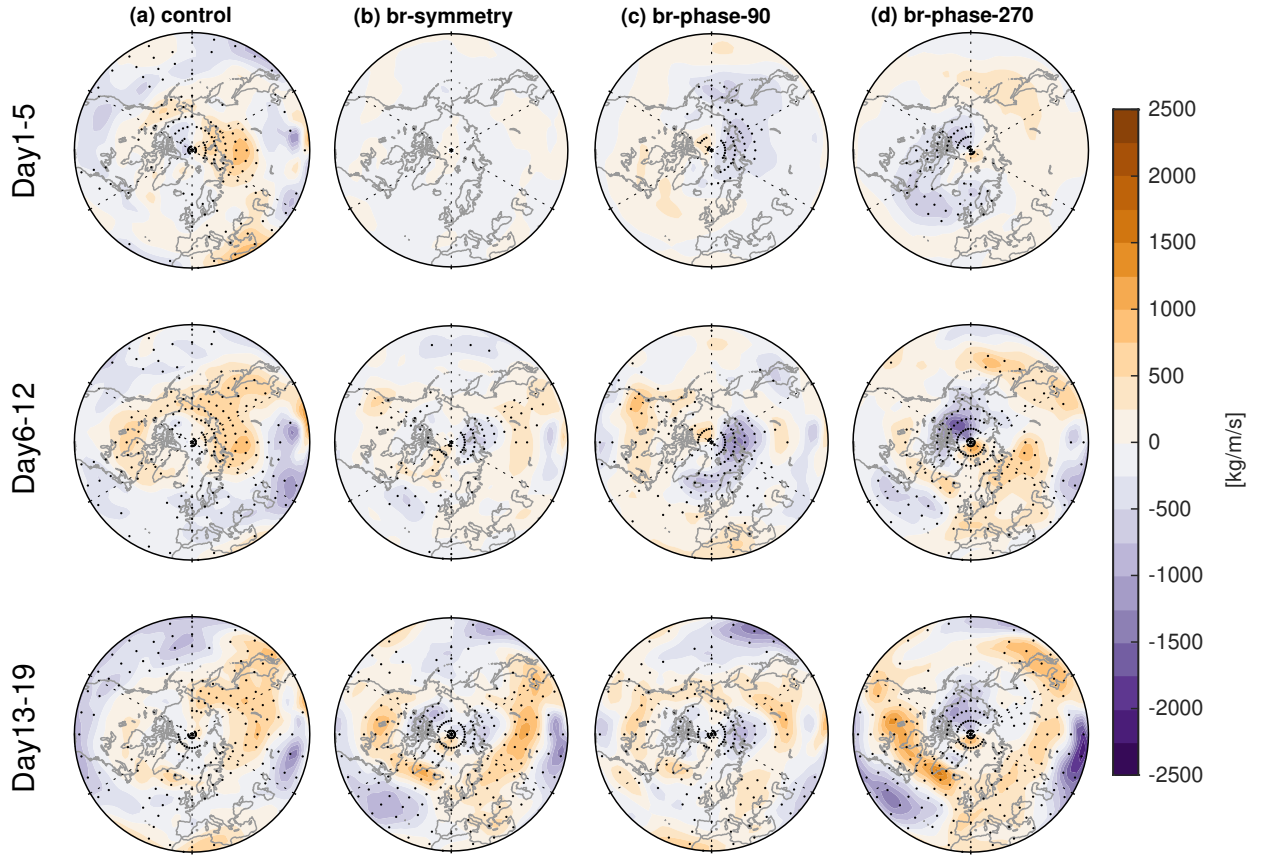 (a) control
(b) br-symmetry
(c) br-phase-90
(d) br-phase-270
Day1-5
Day6-12
Day13-19
2500
2000
1500
1000
500
0
-500
-1000
-1500
-2000
-2500
[kg/m/s]